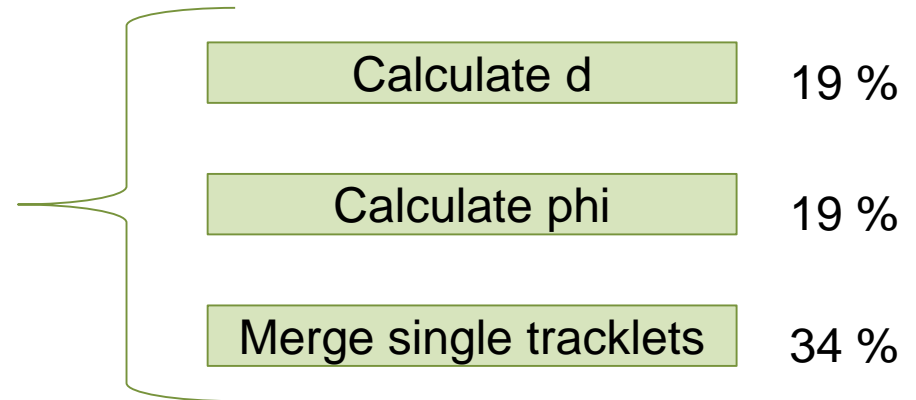 Calculate d 19 %
Calculate phi 19 %
Merge single tracklets 34 %